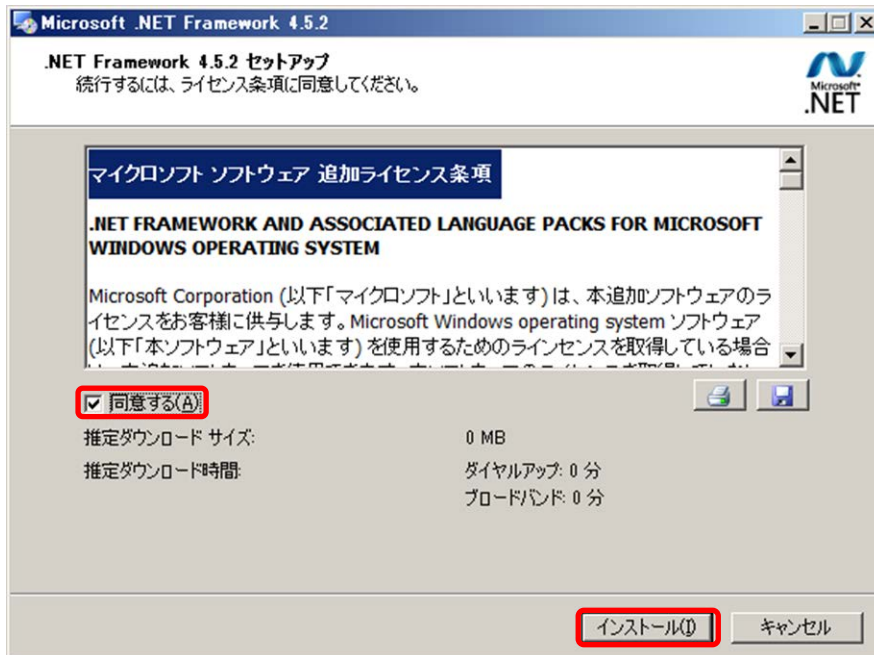 Microsoft .NET Framework 4.5.2
.NET Framework 4.5.2 セットアップ
続行するには、ライセンス条項に同意してください。
Microsoft®
.NET
マイクロソフト ソフトウェア 追加ライセンス条項
.NET FRAMEWORK AND ASSOCIATED LANGUAGE PACKS FOR MICROSOFT
WINDOWS OPERATING SYSTEM
Microsoft Corporation (以下「マイクロソフト」といいます) は、本追加ソフトウェアのラ
イセンスをお客様に供与します。Microsoft Windows operating system ソフトウェア
(以下「本ソフトウェア」といいます) を使用するためのラインセンスを取得している場合
同意する(A)
推定ダウンロード サイズ:
0 MB
推定ダウンロード時間:
ダイヤルアップ: 0 分
ブロードバンド: 0 分
インストール(I)
キャンセル